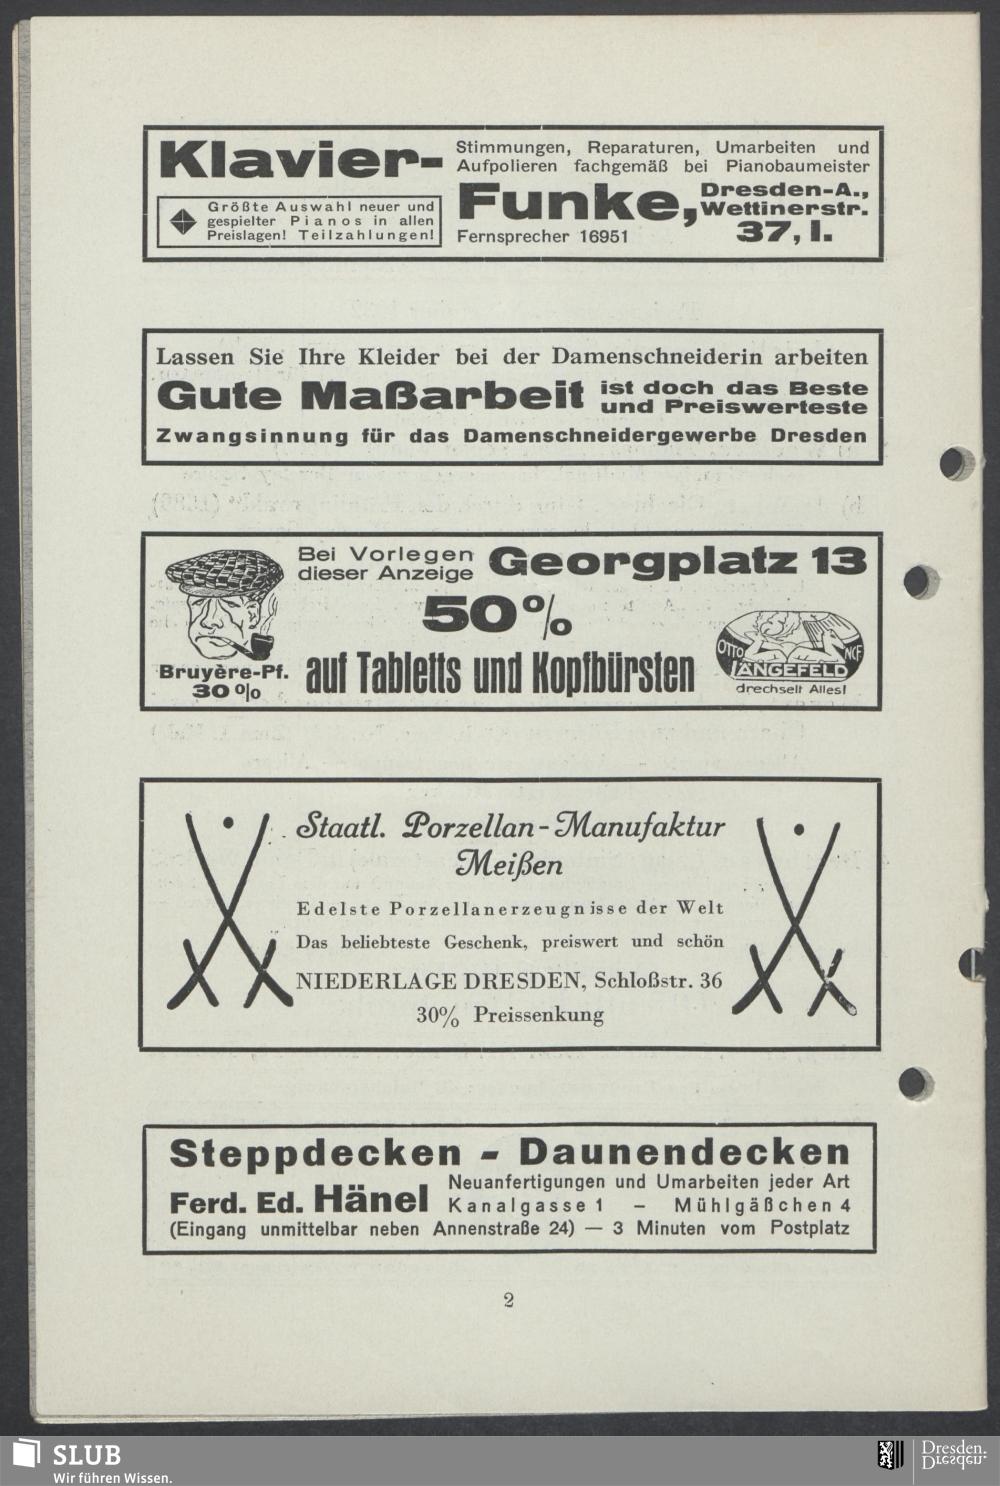 Klavier-
Stimmungen, Reparaturen, Umarbeiten und
Aufpolieren fachgemäß bei Pianobaumeister
Größte Auswahl neuer und
gespielter Pianos in allen
Preislagen! Teilzahlungen!
Funke,
Dresden-A.,
Wettinerstr.
37, I.
Fernsprecher 16951
Lassen Sie Ihre Kleider bei der Damenschneiderin arbeiten
Gute Maßarbeit
ist doch das Beste
und Preiswerteste
Zwangsinnung für das Damenschneidergewerbe Dresden
Bei Vorlegen
dieser Anzeige
Georgplatz 13
50%
auf Tabletts und Kopfbürsten
Bruyère-Pf.
30%
OTTO
NCF
LANGEFELD
drechselt Alles!
Staatl. Porzellan-Manufaktur
Meißen
Edelste Porzellanerzeugnisse der Welt
Das beliebteste Geschenk, preiswert und schön
NIEDERLAGE DRESDEN, Schloßstr. 36
30% Preissenkung
Steppdecken - Daunendecken
Ferd. Ed. Hänel
Neuanfertigungen und Umarbeiten jeder Art
Kanalgasse 1 – Mühlgäßchen 4
(Eingang unmittelbar neben Annenstraße 24) — 3 Minuten vom Postplatz
2
SLUB
Wir führen Wissen.
Dresden.
Dresden.